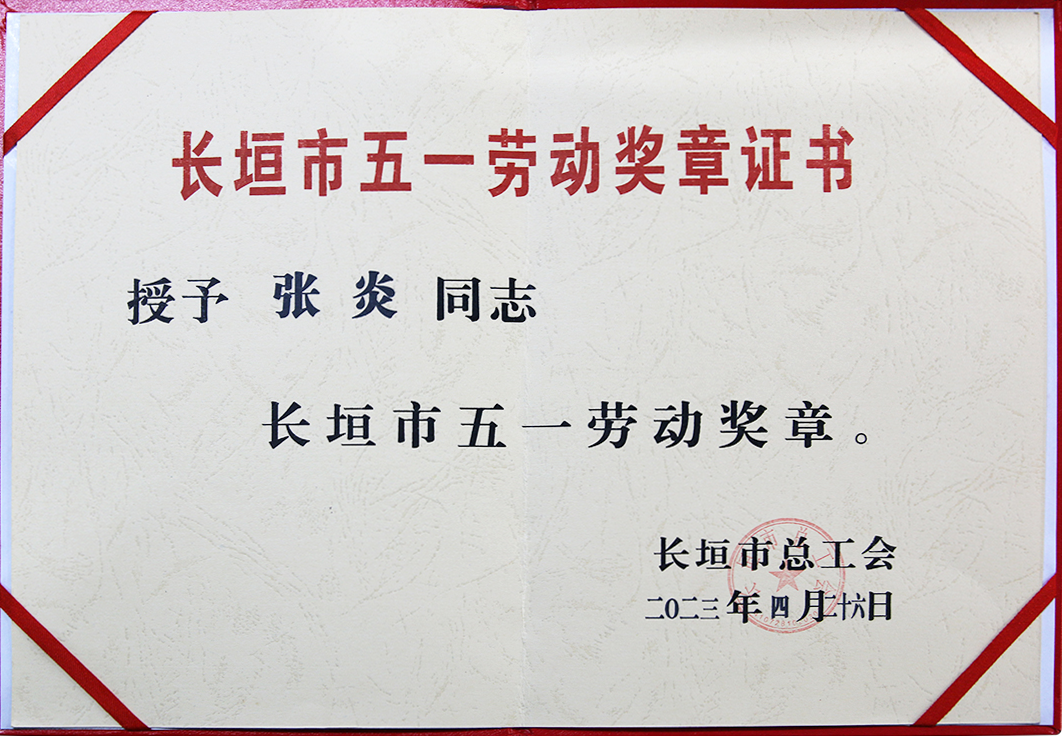 长垣市五一劳动奖章证书
授予 张炎 同志
长垣市五一劳动奖章。
长垣市总工会
二〇二三年四月二十六日